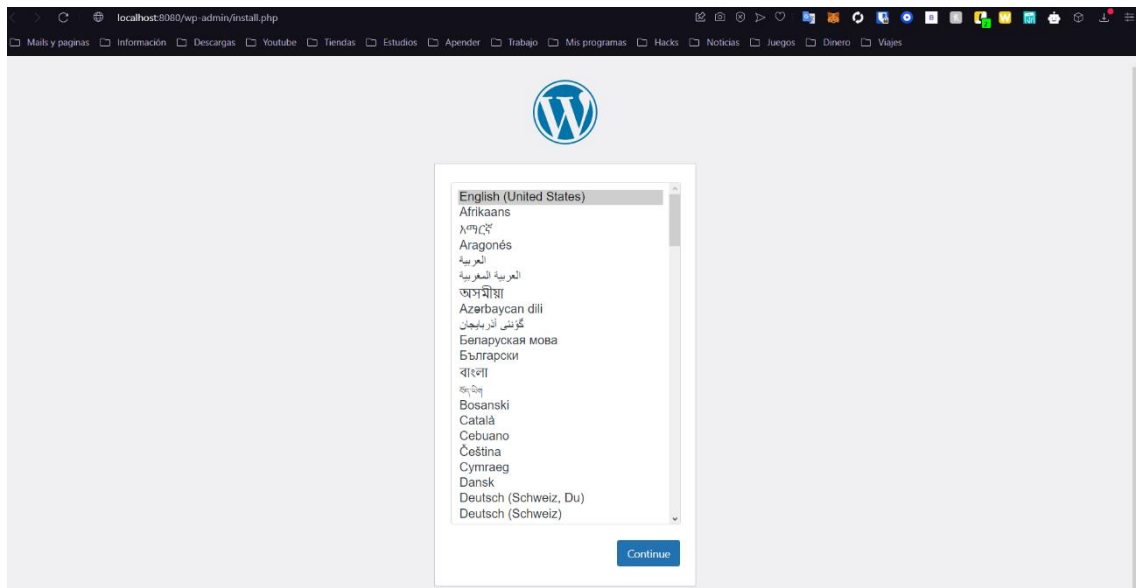 localhost:8080/wp-admin/install.php
Mails y paginas Información Descargas Youtube Tiendas Estudios Apender Trabajo Mis programas Hacks Noticias Juegos Dinero Viajes
English (United States)
Afrikaans
አማርኛ
Aragonés
العربية
العربية المغربية
অসমীয়া
Azərbaycan dili
گؤنئی آذربایجان
Беларуская мова
Български
বাংলা
བོད་ཡིག
Bosanski
Català
Cebuano
Čeština
Cymraeg
Dansk
Deutsch (Schweiz, Du)
Deutsch (Schweiz)
Continue